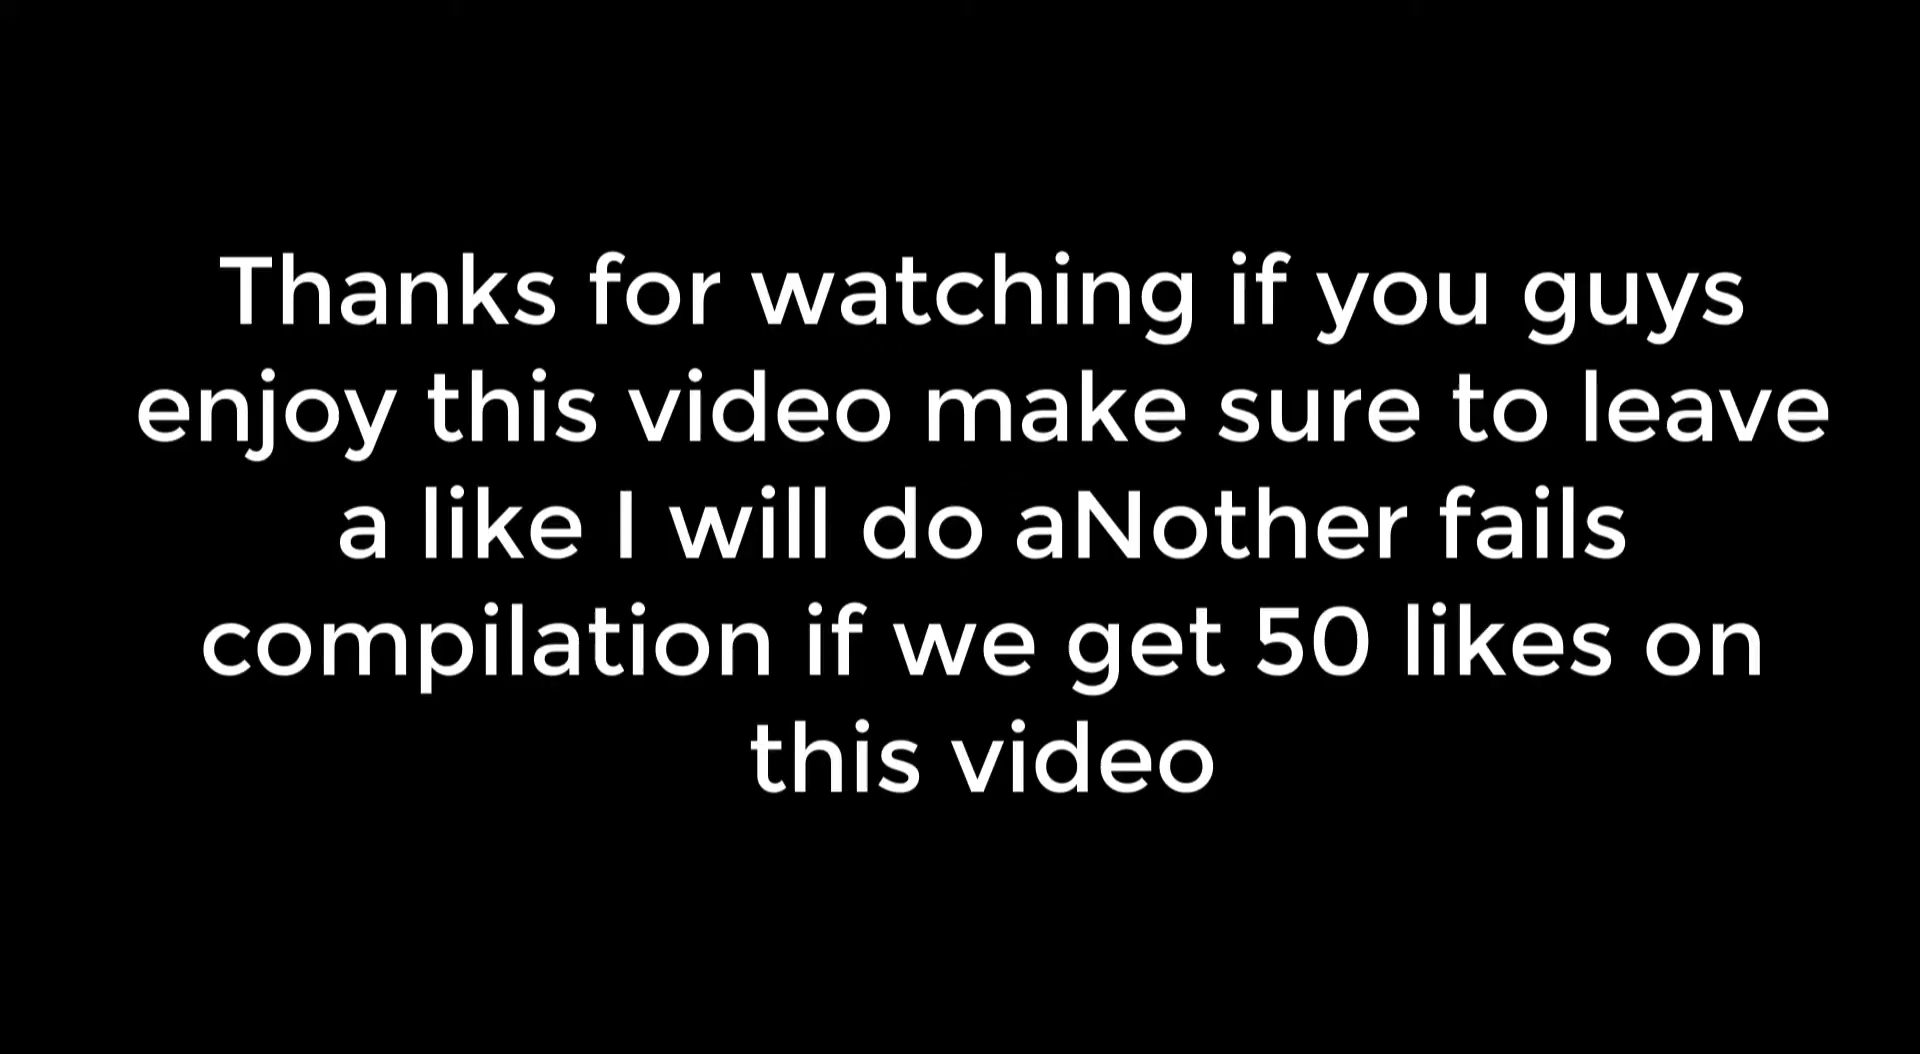 Thanks for watching if you guys
enjoy this video make sure to leave
a like I will do aNother fails
compilation if we get 50 likes on
this video